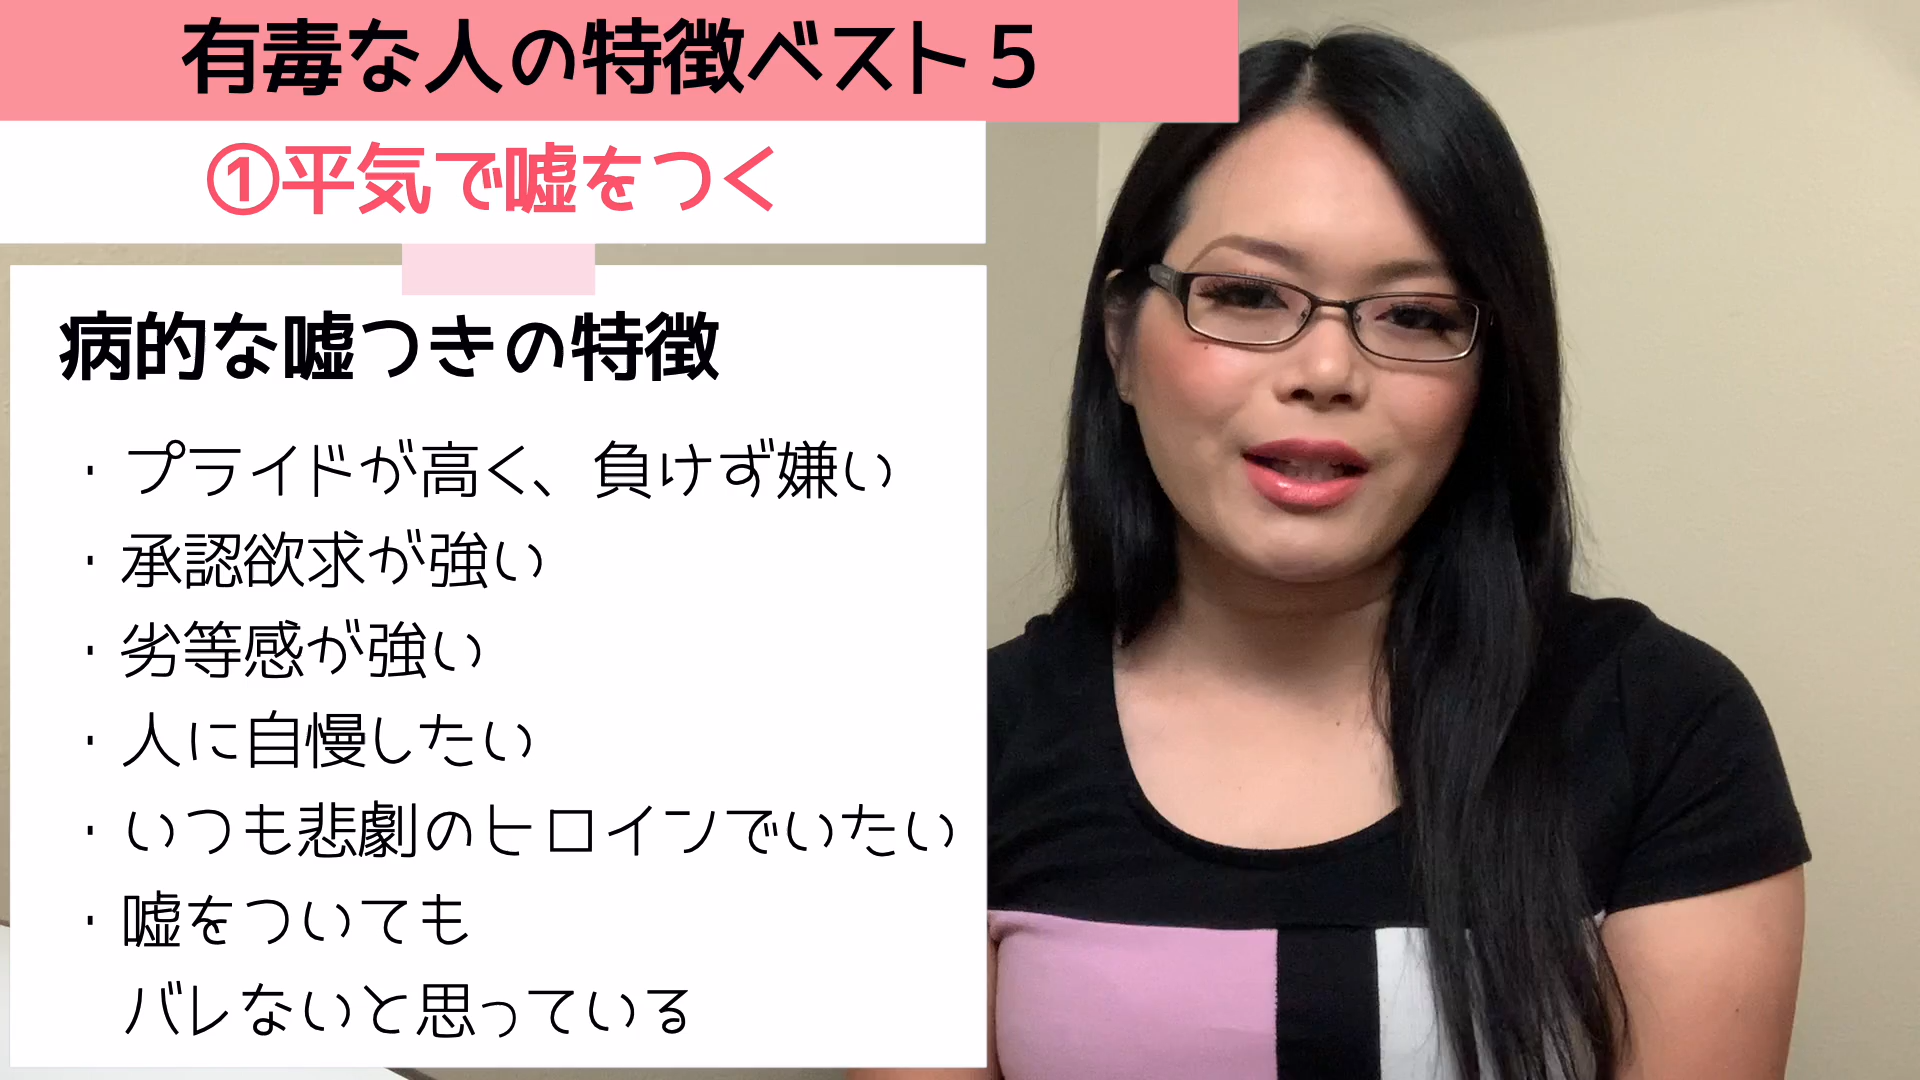 有毒な人の特徴ベスト５
①平気で嘘をつく
病的な嘘つきの特徴
・プライドが高く、負けず嫌い
・承認欲求が強い
・劣等感が強い
・人に自慢したい
・いつも悲劇のヒロインでいたい
・嘘をついても
バレないと思っている